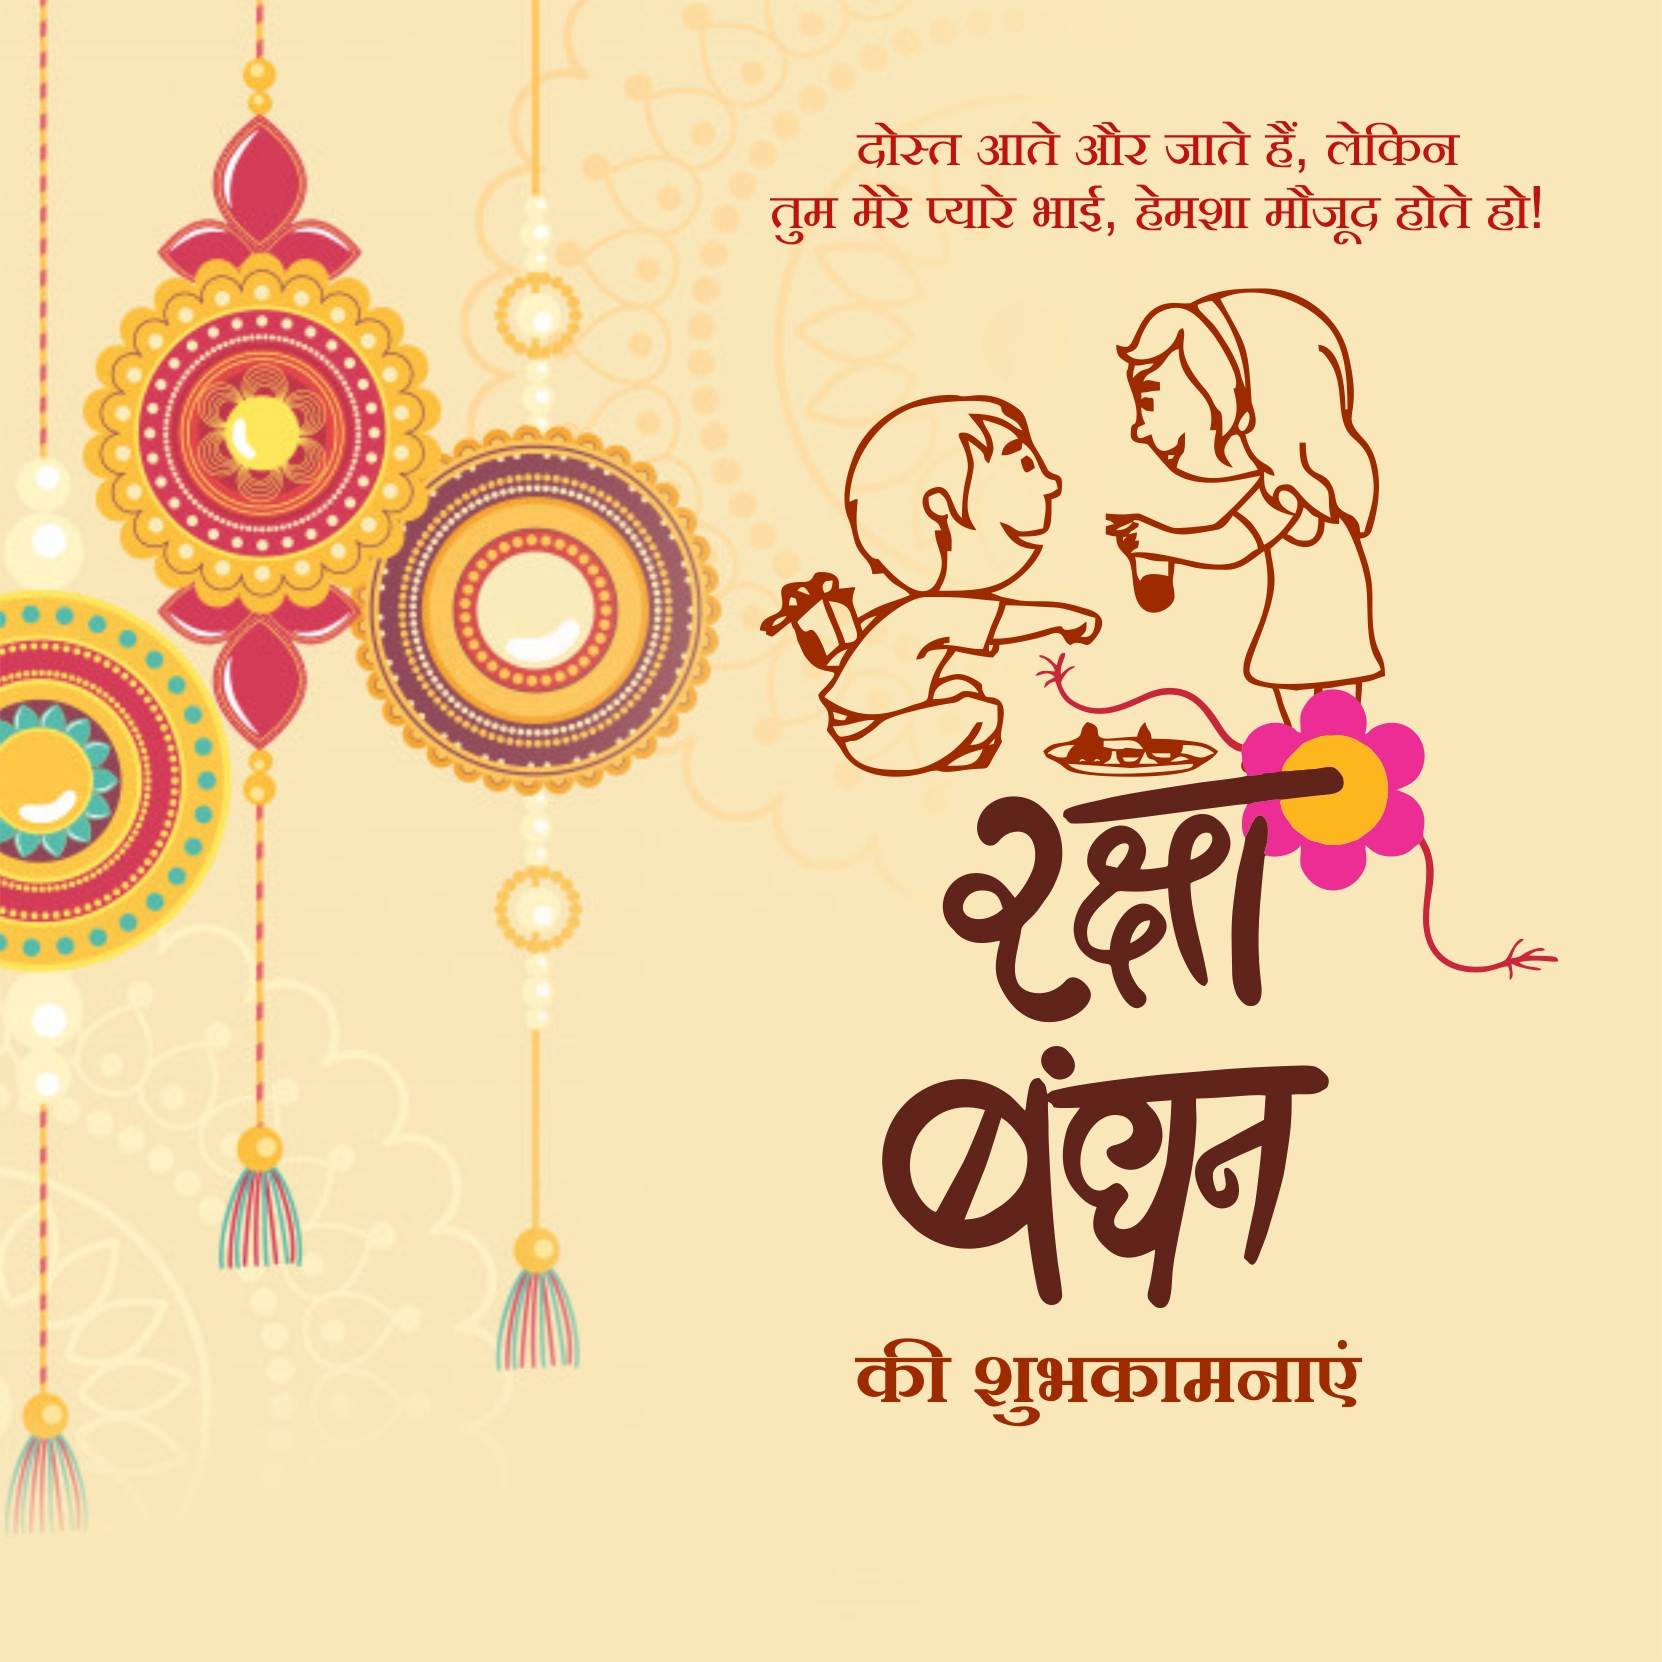 दोस्त आते और जाते हैं, लेकिन
तुम मेरे प्यारे भाई, हेमशा मौजूद होते हो!
रक्षा
बंधन
की शुभकामनाएं